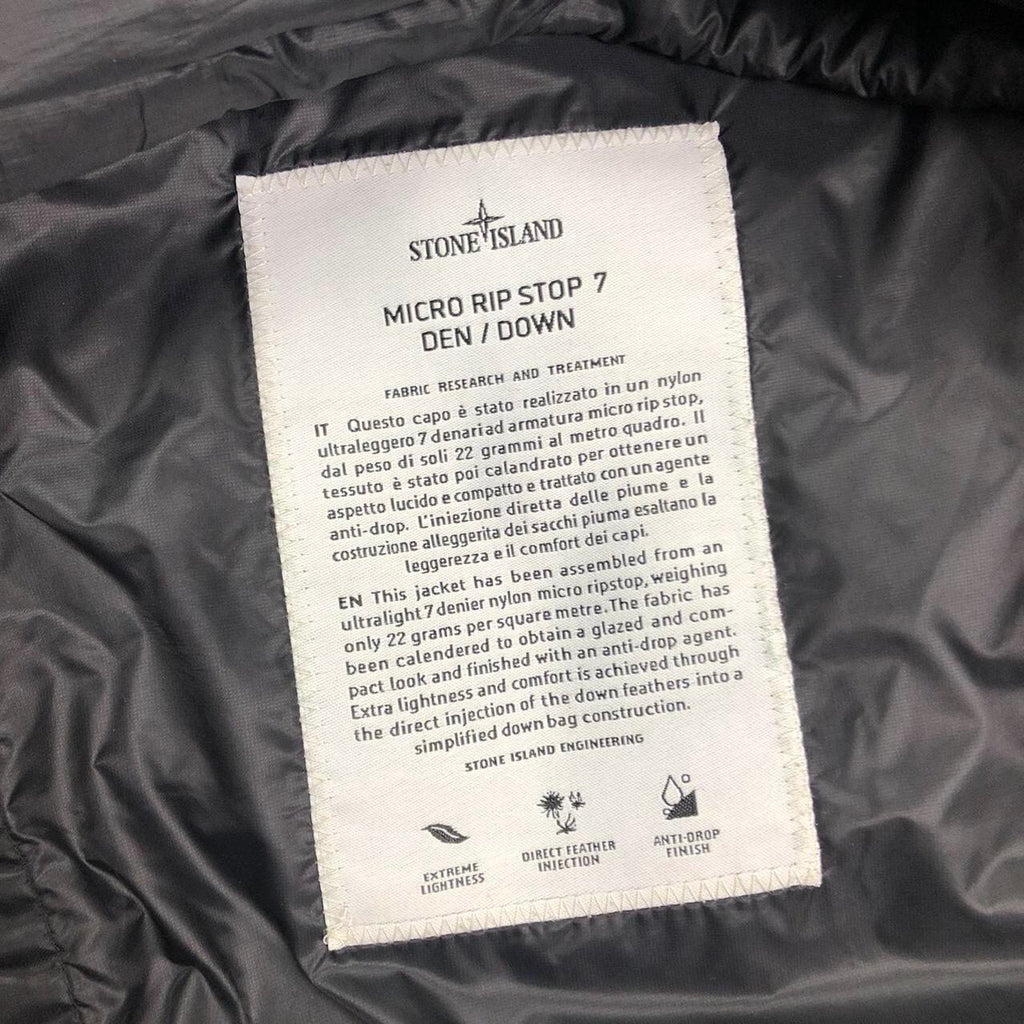 STONE ISLAND
MICRO RIP STOP 7
DEN / DOWN
FABRIC RESEARCH AND TREATMENT
IT Questo capo è stato realizzato in un nylon
ultraleggero 7 denari ad armatura micro rip stop,
dal peso di soli 22 grammi al metro quadro. Il
tessuto è stato poi calandrato per ottenere un
aspetto lucido e compatto e trattato con un agente
anti-drop. L'iniezione diretta delle piume e la
costruzione alleggerita dei sacchi piuma esaltano la
leggerezza e il comfort dei capi.
EN This jacket has been assembled from an
ultralight 7 denier nylon micro ripstop, weighing
only 22 grams per square metre. The fabric has
been calendered to obtain a glazed and com-
pact look and finished with an anti-drop agent.
Extra lightness and comfort is achieved through
the direct injection of the down feathers into a
simplified down bag construction.
STONE ISLAND ENGINEERING
EXTREME
LIGHTNESS
DIRECT FEATHER
INJECTION
ANTI-DROP
FINISH